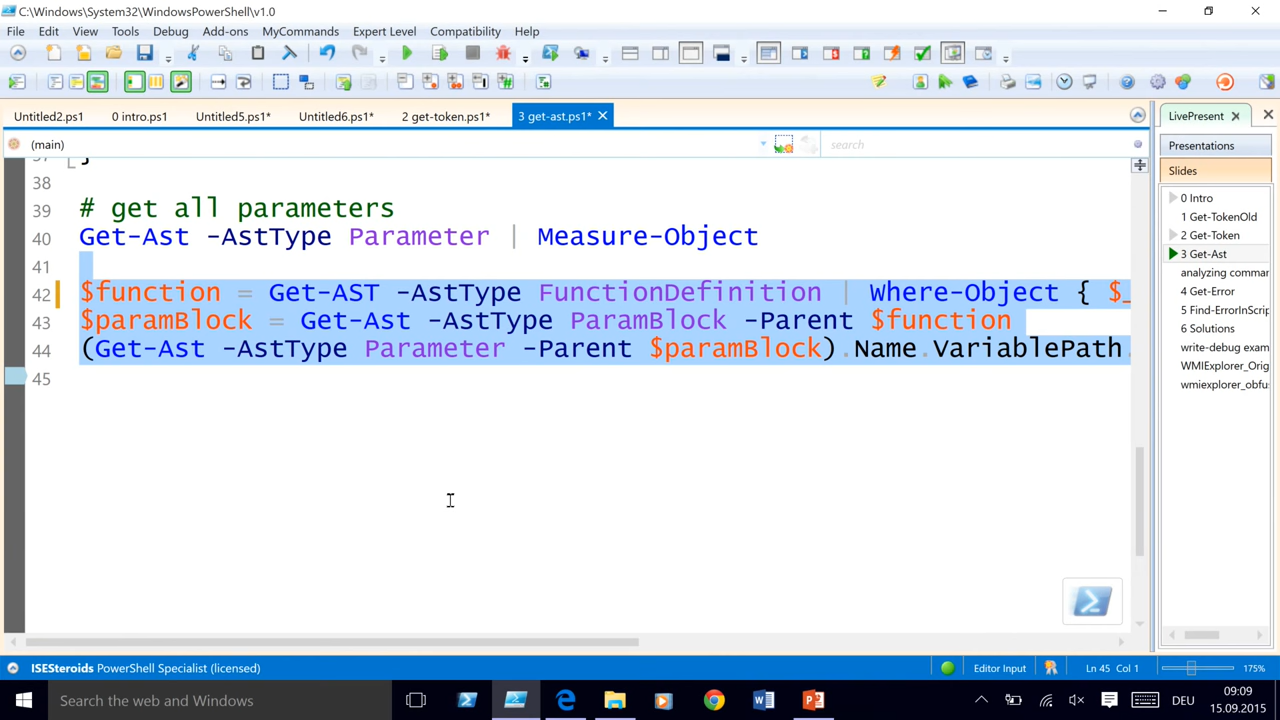 C:\Windows\System32\WindowsPowerShell\v1.0
File Edit View Tools Debug Add-ons MyCommands Expert Level Compatibility Help
Untitled2.ps1 0 intro.ps1 Untitled5.ps1* Untitled6.ps1* 2 get-token.ps1* 3 get-ast.ps1*
(main) search
37 }
38
39 # get all parameters
40 Get-Ast -AstType Parameter | Measure-Object
41
42 $function = Get-AST -AstType FunctionDefinition | Where-Object { $_
43 $paramBlock = Get-Ast -AstType ParamBlock -Parent $function
44 (Get-Ast -AstType Parameter -Parent $paramBlock).Name.VariablePath.
45
LivePresent
Presentations
Slides
0 Intro
1 Get-TokenOld
2 Get-Token
3 Get-Ast
analyzing comma
4 Get-Error
5 Find-ErrorInScrip
6 Solutions
write-debug exam
WMIExplorer_Orig
wmiexplorer_obfu
ISESteroids PowerShell Specialist (licensed) Editor Input Ln 45 Col 1 175%
Search the web and Windows DEU 09:09
15.09.2015